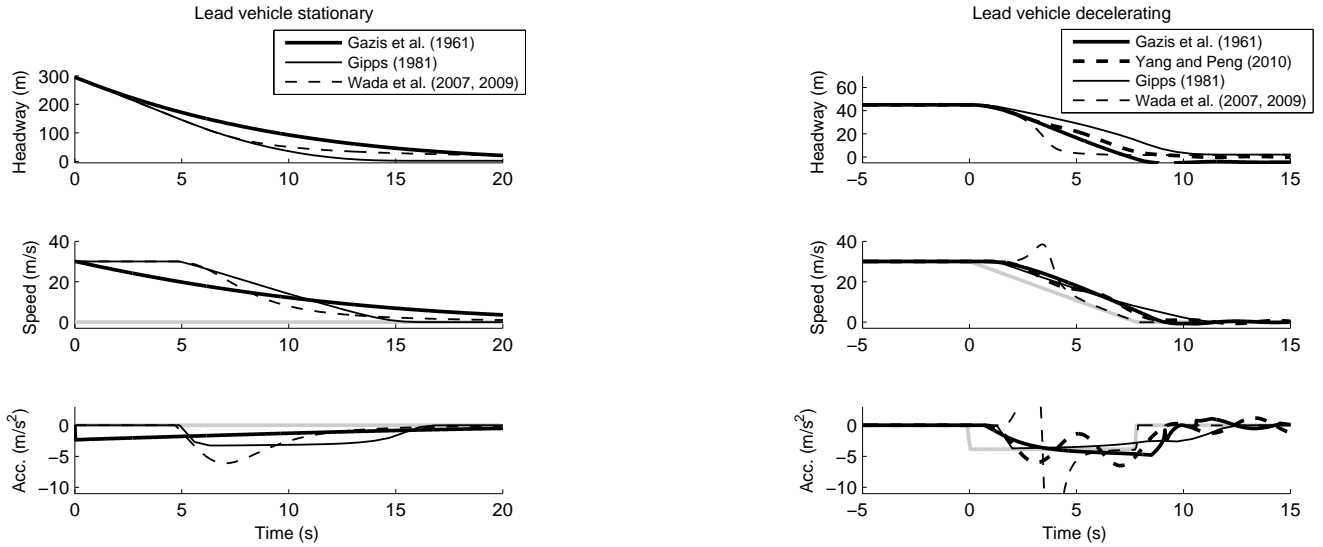 Lead vehicle stationary
Gazis et al. (1961)
Gipps (1981)
Wada et al. (2007, 2009)
Headway (m)
300
200
100
0
0 5 10 15 20
Speed (m/s)
40
20
0
0 5 10 15 20
Acc. (m/s²)
0
−5
−10
0 5 10 15 20
Time (s)
Lead vehicle decelerating
Gazis et al. (1961)
Yang and Peng (2010)
Gipps (1981)
Wada et al. (2007, 2009)
Headway (m)
60
40
20
0
−5 0 5 10 15
Speed (m/s)
40
20
0
−5 0 5 10 15
Acc. (m/s²)
0
−5
−10
−5 0 5 10 15
Time (s)